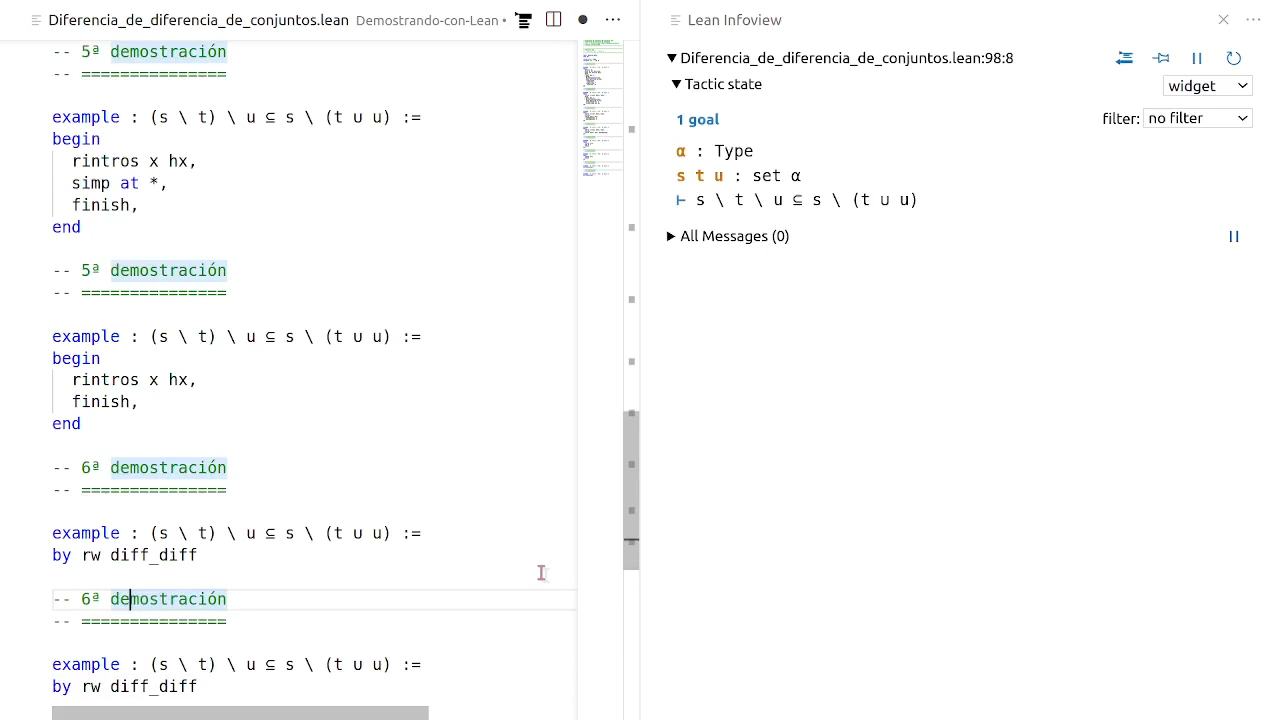 Diferencia_de_diferencia_de_conjuntos.lean Demostrando-con-Lean •
-- 5ª demostración
-- ===============
example : (s \ t) \ u ⊆ s \ (t ∪ u) :=
begin
rintros x hx,
simp at *,
finish,
end
-- 5ª demostración
-- ===============
example : (s \ t) \ u ⊆ s \ (t ∪ u) :=
begin
rintros x hx,
finish,
end
-- 6ª demostración
-- ===============
example : (s \ t) \ u ⊆ s \ (t ∪ u) :=
by rw diff_diff
-- 6ª demostración
-- ===============
example : (s \ t) \ u ⊆ s \ (t ∪ u) :=
by rw diff_diff
Lean Infoview
Diferencia_de_diferencia_de_conjuntos.lean:98:8
Tactic state
widget
1 goal
filter: no filter
α : Type
s t u : set α
⊢ s \ t \ u ⊆ s \ (t ∪ u)
All Messages (0)